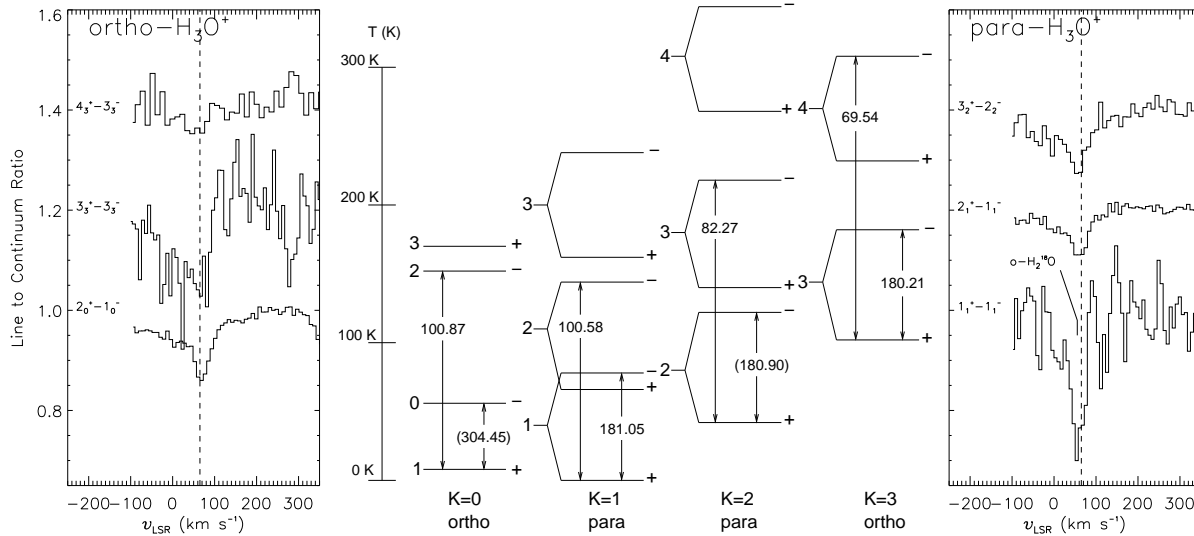 ortho−H₃O⁺
1.6
1.4
1.2
1.0
0.8
Line to Continuum Ratio
4₃⁺−3₃⁻
3₃⁺−3₃⁻
2₀⁺−1₀⁻
−200−100 0 100 200 300
υLSR (km s⁻¹)
T (K)
300 K
200 K
100 K
0 K
3 +
2 −
100.87
0 −
(304.45)
1 +
K=0
ortho
3 − +
2 − +
100.58
1 − +
181.05
K=1
para
4 − +
3 − +
82.27
2 − +
(180.90)
K=2
para
4 − +
69.54
3 − +
180.21
K=3
ortho
para−H₃O⁺
3₂⁺−2₂⁻
2₁⁺−1₁⁻
o−H₂¹⁸O
1₁⁺−1₁⁻
−200−100 0 100 200 300
υLSR (km s⁻¹)